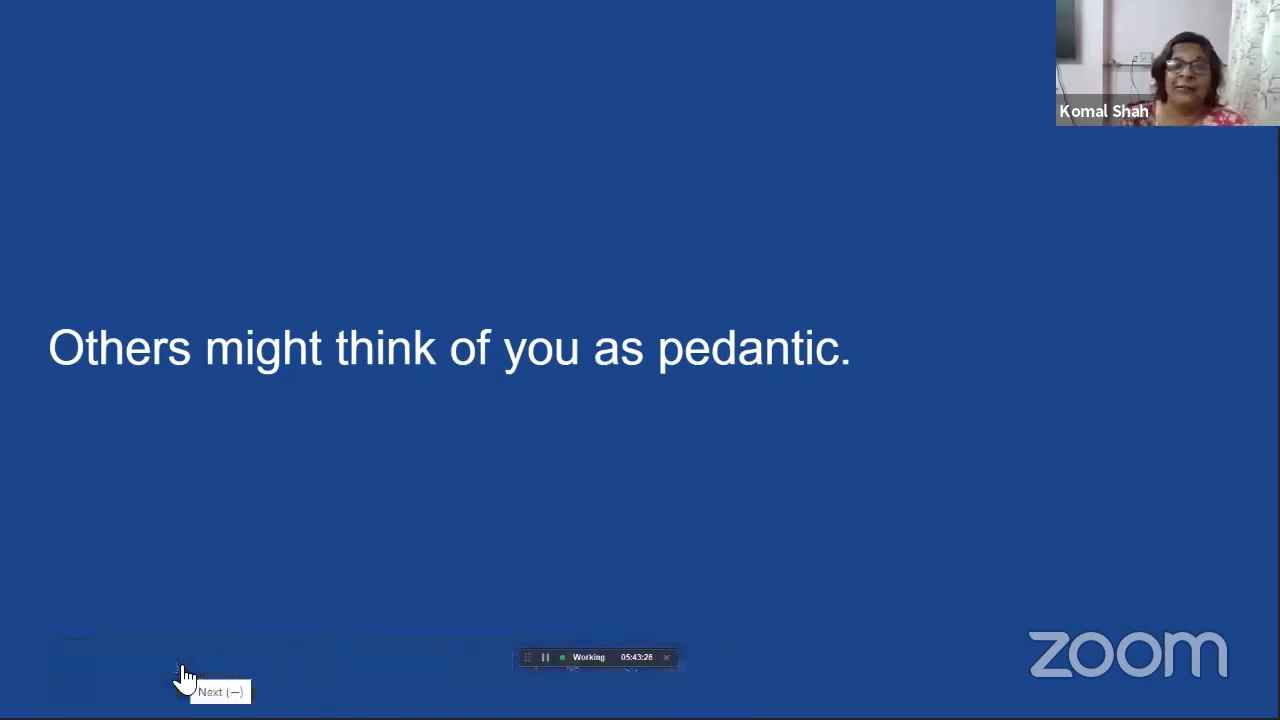 Komal Shah
Others might think of you as pedantic.
zoom
Working 05:43:26
Next (→)